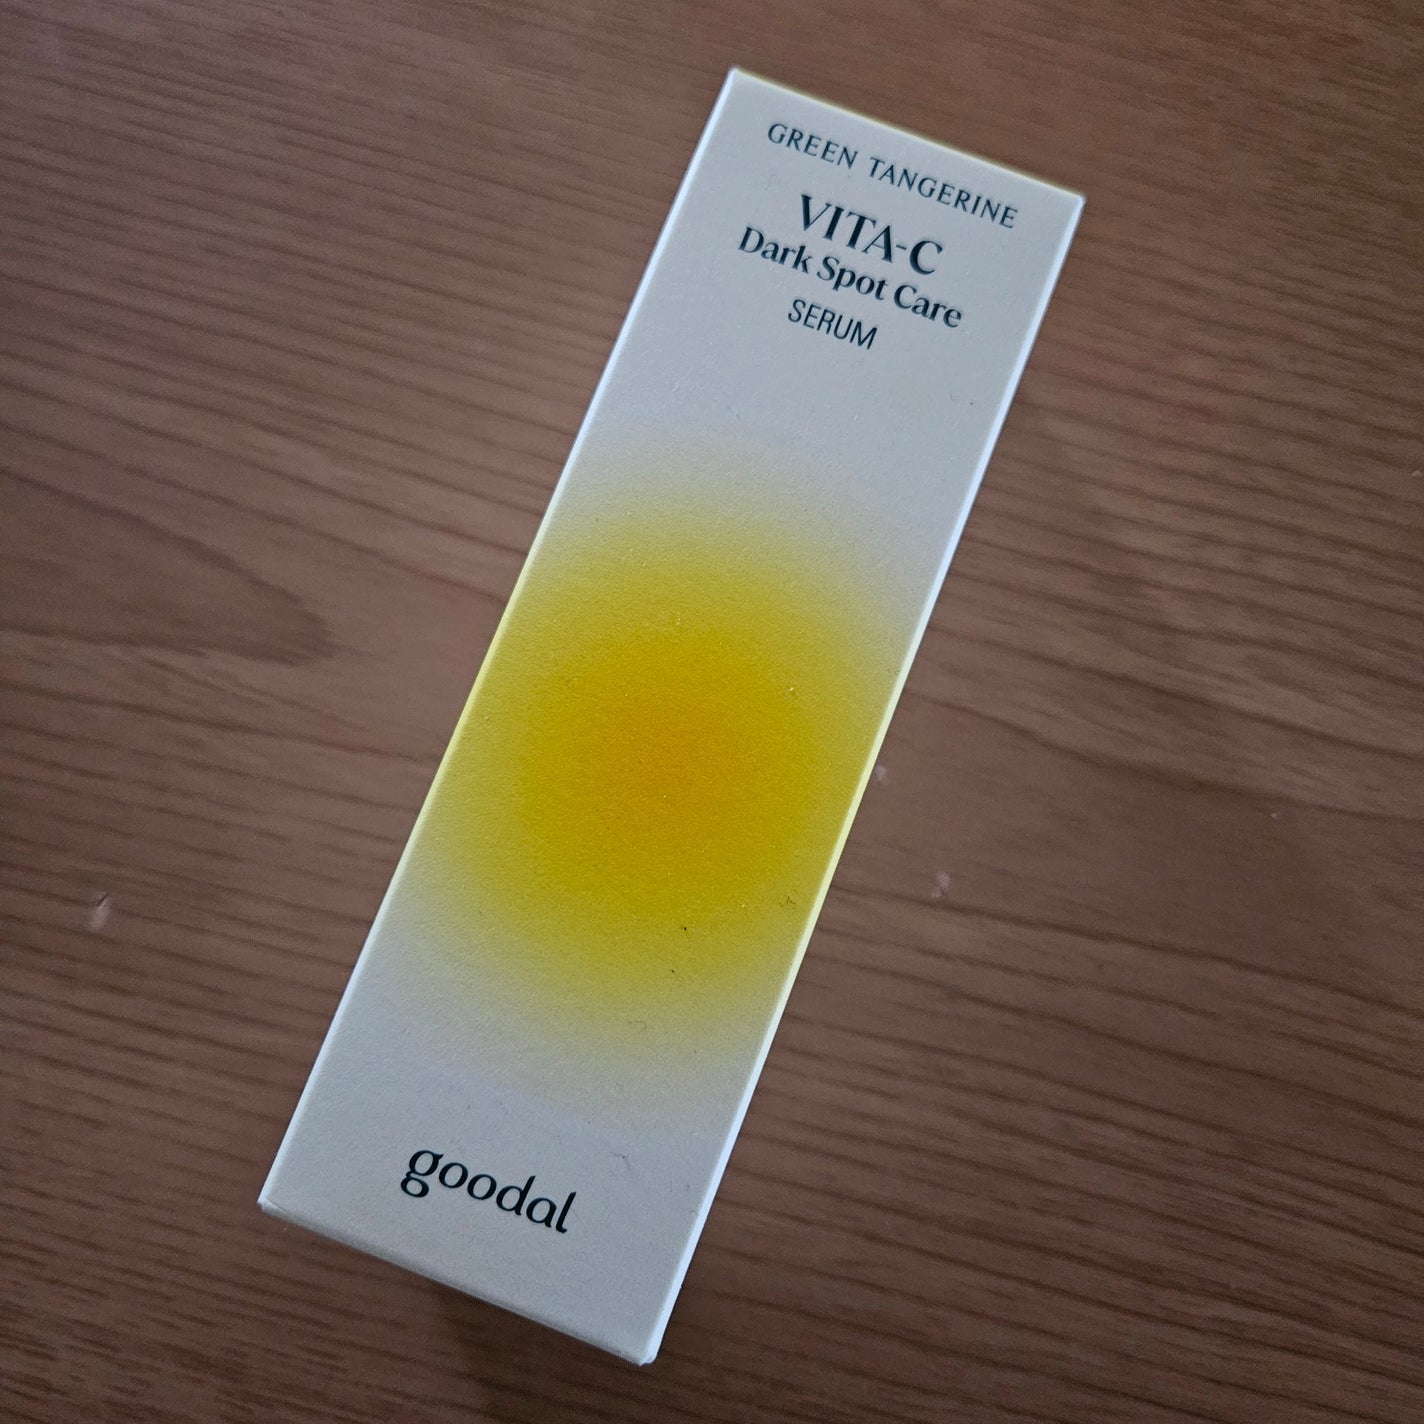 GREEN TANGERINE
VITA-C
Dark Spot Care
SERUM
goodal